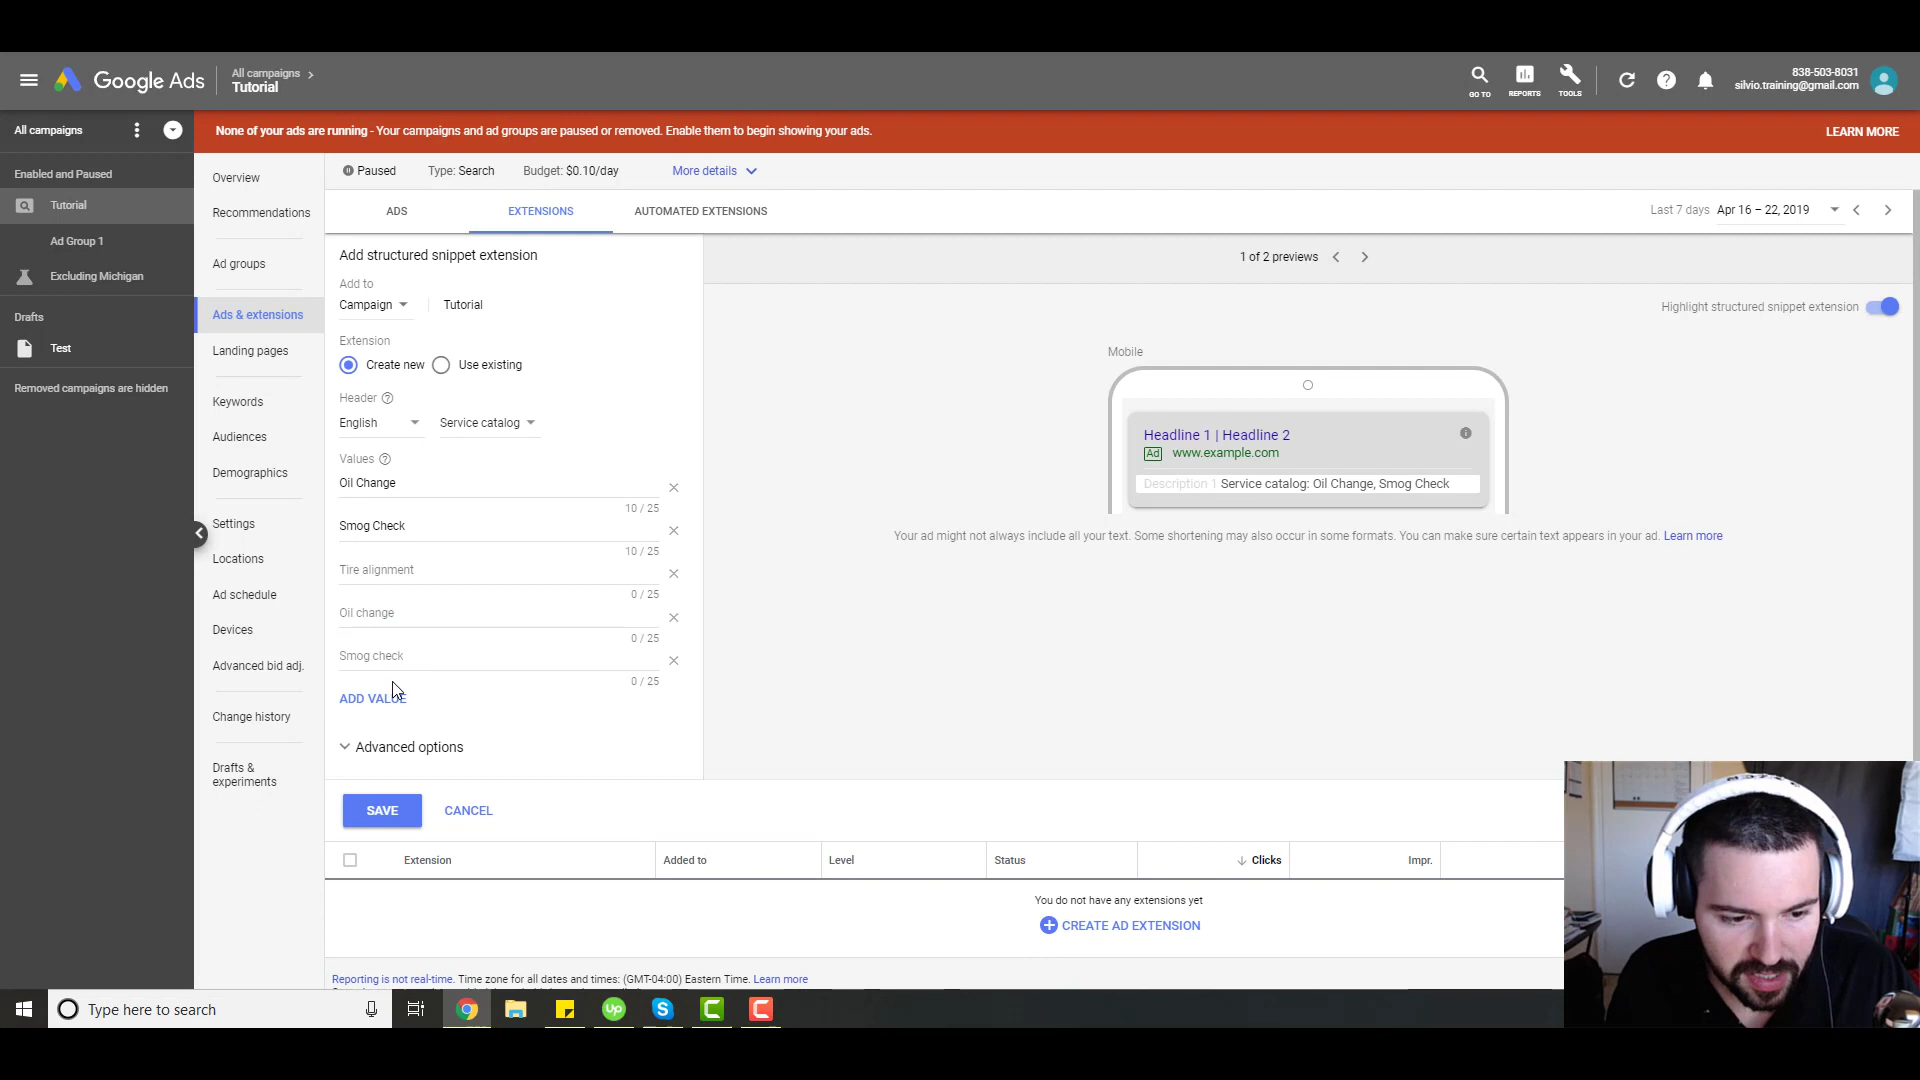 Google Ads
All campaigns
Tutorial
GO TO
REPORTS
TOOLS
838-503-8031
silvio.training@gmail.com
All campaigns
None of your ads are running - Your campaigns and ad groups are paused or removed. Enable them to begin showing your ads.
LEARN MORE
Enabled and Paused
Tutorial
Ad Group 1
Excluding Michigan
Drafts
Test
Removed campaigns are hidden
Overview
Recommendations
Ad groups
Ads & extensions
Landing pages
Keywords
Audiences
Demographics
Settings
Locations
Ad schedule
Devices
Advanced bid adj.
Change history
Drafts &
experiments
Paused
Type: Search
Budget: $0.10/day
More details
ADS
EXTENSIONS
AUTOMATED EXTENSIONS
Last 7 days Apr 16 – 22, 2019
Add structured snippet extension
Add to
Campaign
Tutorial
Extension
Create new
Use existing
Header
English
Service catalog
Values
Oil Change
10 / 25
Smog Check
10 / 25
Tire alignment
0 / 25
Oil change
0 / 25
Smog check
0 / 25
ADD VALUE
Advanced options
1 of 2 previews
Highlight structured snippet extension
Mobile
Headline 1 | Headline 2
Ad www.example.com
Description 1 Service catalog: Oil Change, Smog Check
Your ad might not always include all your text. Some shortening may also occur in some formats. You can make sure certain text appears in your ad. Learn more
SAVE
CANCEL
Extension
Added to
Level
Status
Clicks
Impr.
You do not have any extensions yet
CREATE AD EXTENSION
Reporting is not real-time. Time zone for all dates and times: (GMT-04:00) Eastern Time. Learn more
Type here to search
Up